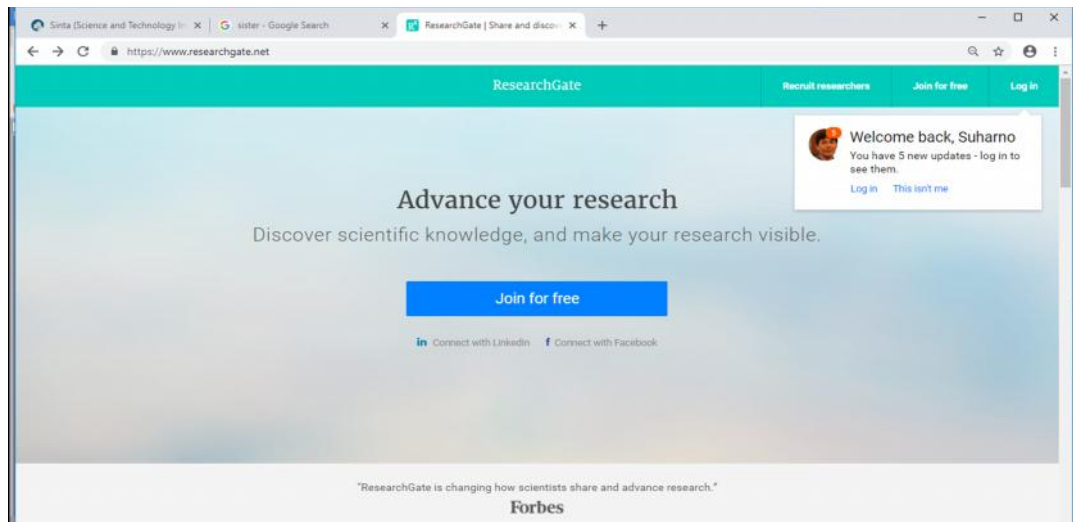 Sinta (Science and Technology In
sister - Google Search
ResearchGate | Share and discov
https://www.researchgate.net
ResearchGate
Recruit researchers
Join for free
Log in
5
Welcome back, Suharno
You have 5 new updates - log in to
see them.
Log in This isn't me
Advance your research
Discover scientific knowledge, and make your research visible.
Join for free
in Connect with Linkedin f Connect with Facebook
"ResearchGate is changing how scientists share and advance research."
Forbes